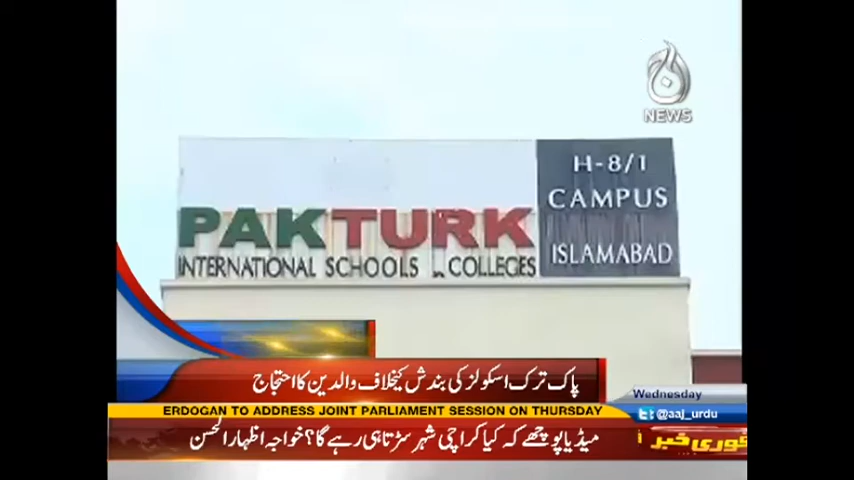 آج
NEWS
H-8/1
CAMPUS
ISLAMABAD
PAKTURK
INTERNATIONAL SCHOOLS & COLLEGES
پاک ترک اسکولز کی بندش کیخلاف والدین کا احتجاج
Wednesday
ERDOGAN TO ADDRESS JOINT PARLIAMENT SESSION ON THURSDAY
@aaj_urdu
میڈیا پوچھے کہ کیا کراچی شہر سڑتا ہی رہے گا؟ خواجہ اظہار الحسن
فوری خبر